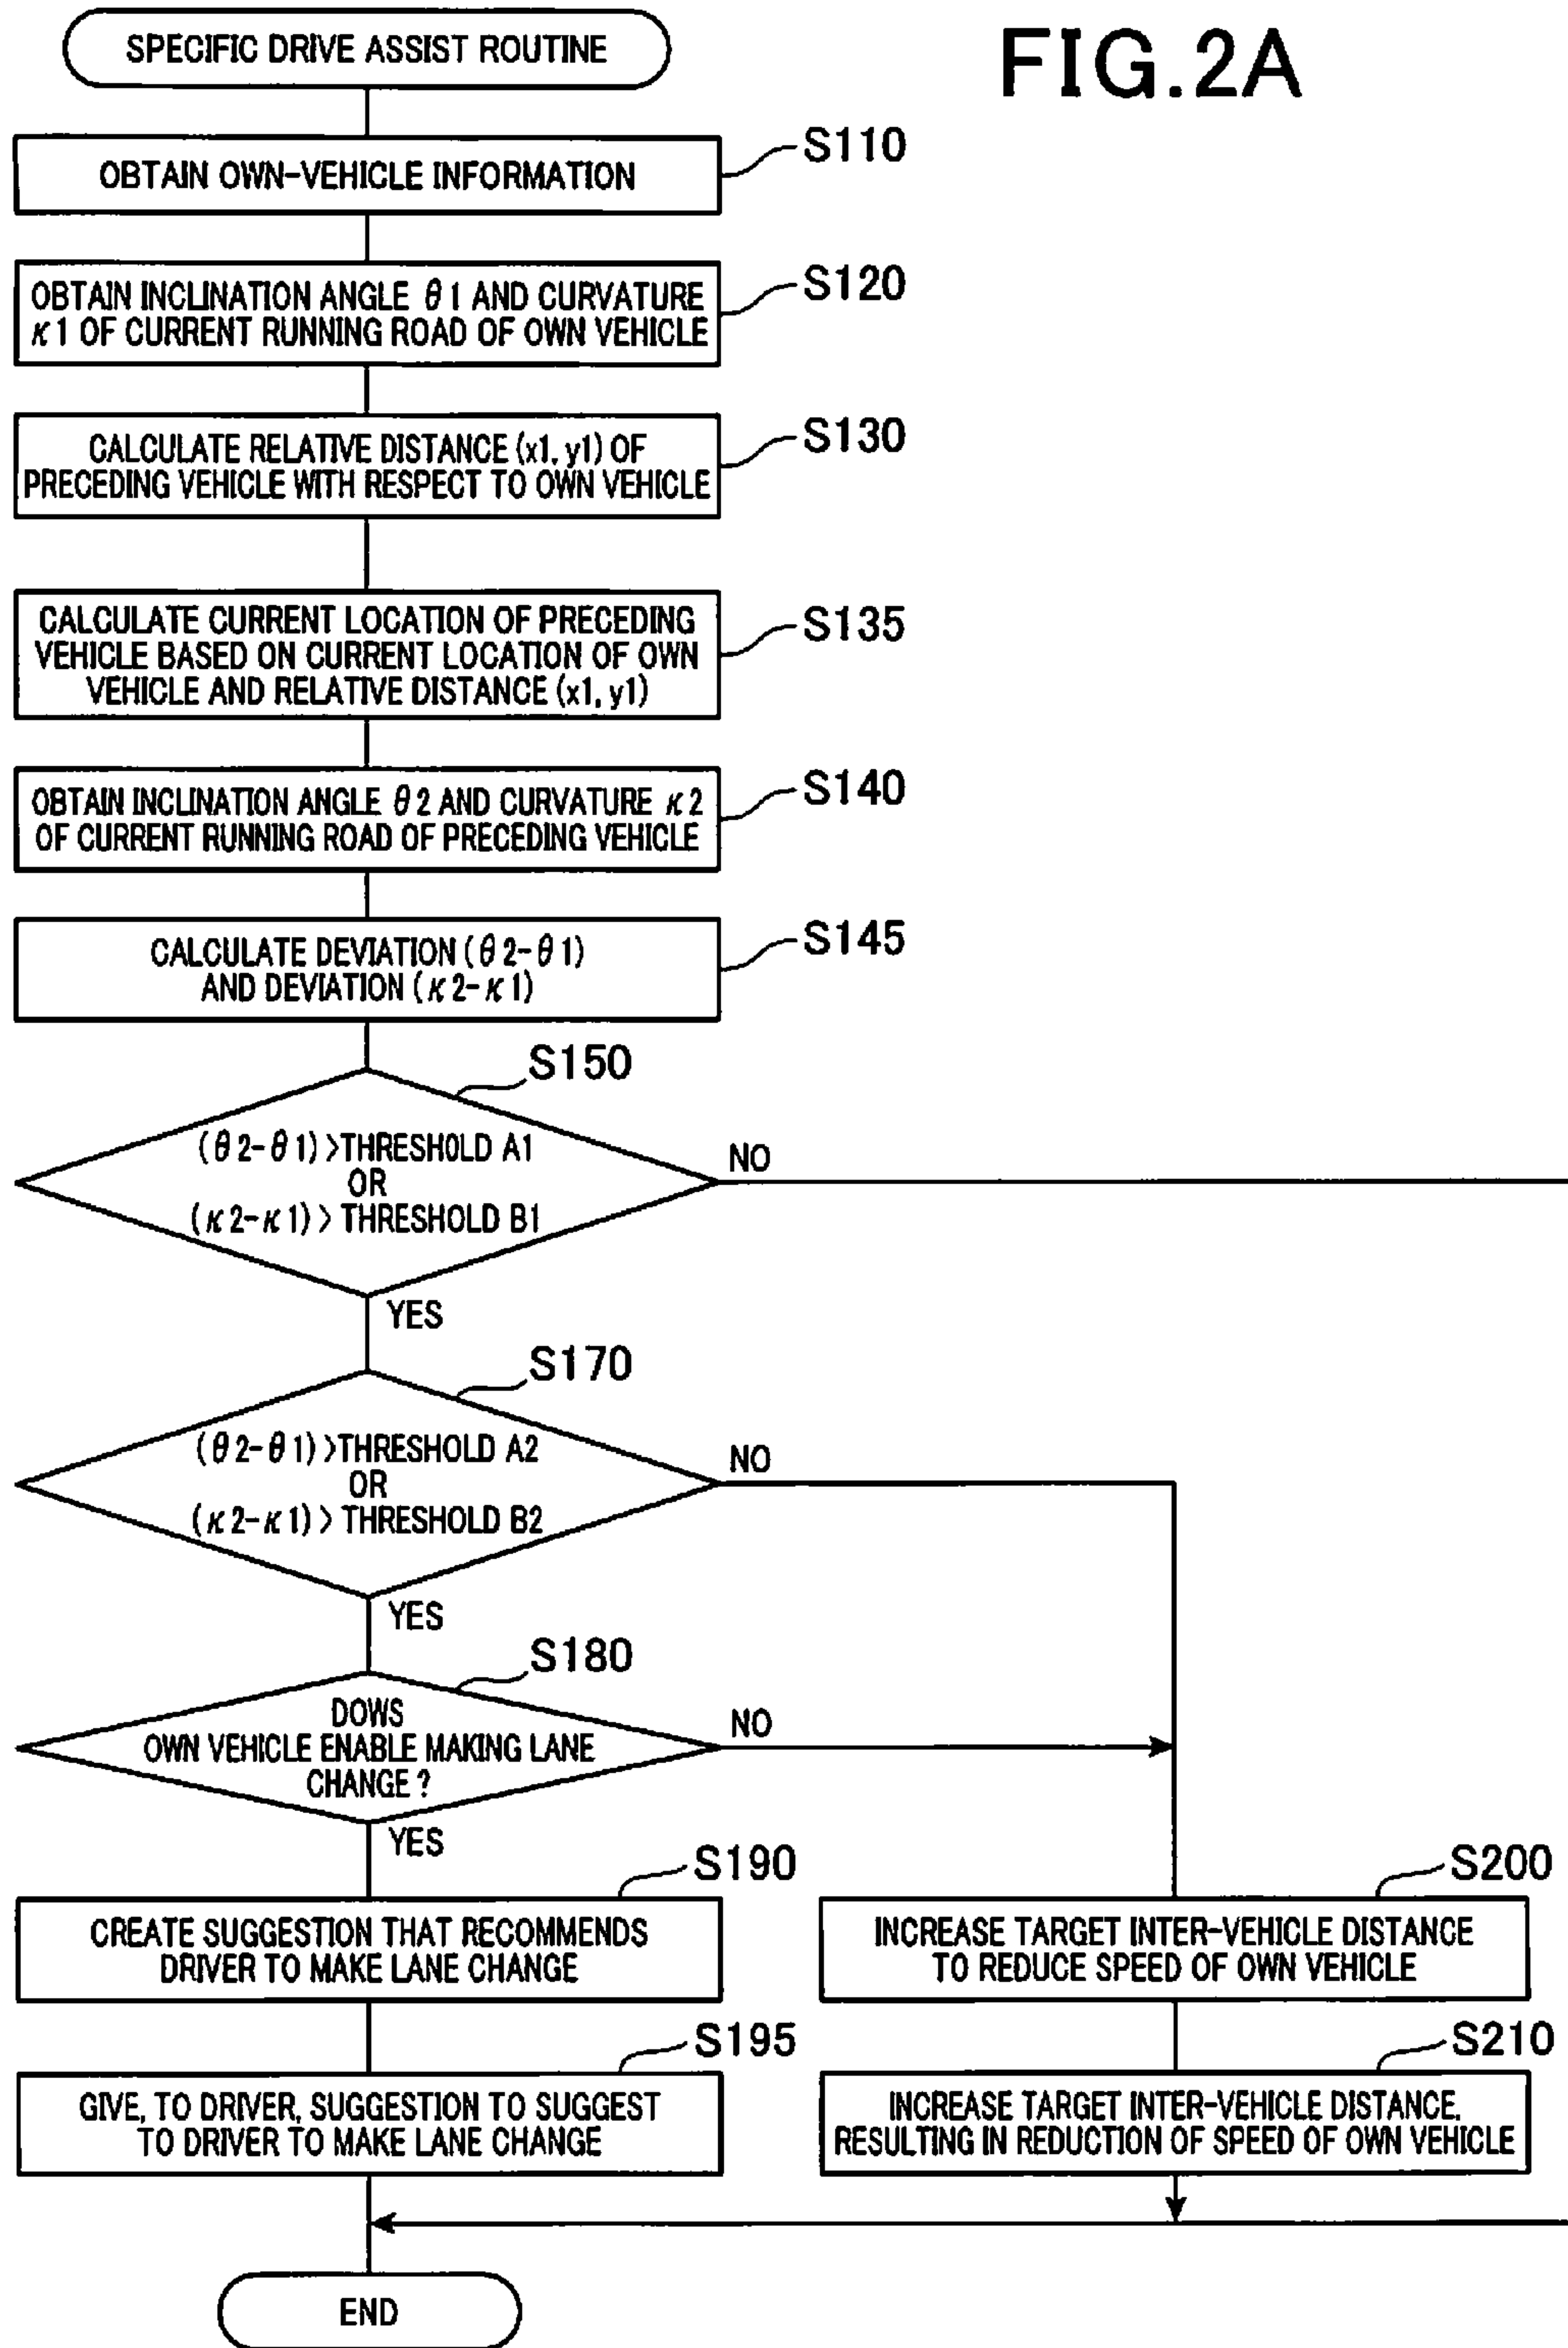 FIG.2A
SPECIFIC DRIVE ASSIST ROUTINE
S110
OBTAIN OWN-VEHICLE INFORMATION
S120
OBTAIN INCLINATION ANGLE θ1 AND CURVATURE
κ1 OF CURRENT RUNNING ROAD OF OWN VEHICLE
S130
CALCULATE RELATIVE DISTANCE (x1, y1) OF
PRECEDING VEHICLE WITH RESPECT TO OWN VEHICLE
S135
CALCULATE CURRENT LOCATION OF PRECEDING
VEHICLE BASED ON CURRENT LOCATION OF OWN
VEHICLE AND RELATIVE DISTANCE (x1, y1)
S140
OBTAIN INCLINATION ANGLE θ2 AND CURVATURE κ2
OF CURRENT RUNNING ROAD OF PRECEDING VEHICLE
S145
CALCULATE DEVIATION (θ2-θ1)
AND DEVIATION (κ2-κ1)
S150
(θ2-θ1)>THRESHOLD A1
OR
(κ2-κ1)>THRESHOLD B1
NO
YES
S170
(θ2-θ1)>THRESHOLD A2
OR
(κ2-κ1)>THRESHOLD B2
NO
YES
S180
DOWS
OWN VEHICLE ENABLE MAKING LANE
CHANGE?
NO
YES
S190
CREATE SUGGESTION THAT RECOMMENDS
DRIVER TO MAKE LANE CHANGE
S200
INCREASE TARGET INTER-VEHICLE DISTANCE
TO REDUCE SPEED OF OWN VEHICLE
S195
GIVE, TO DRIVER, SUGGESTION TO SUGGEST
TO DRIVER TO MAKE LANE CHANGE
S210
INCREASE TARGET INTER-VEHICLE DISTANCE,
RESULTING IN REDUCTION OF SPEED OF OWN VEHICLE
END